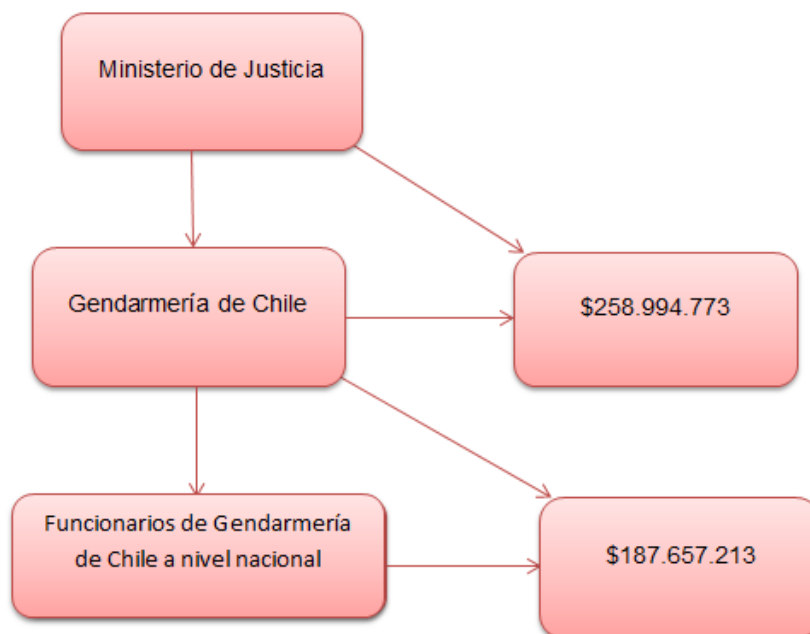 Ministerio de Justicia
Gendarmería de Chile
$258.994.773
Funcionarios de Gendarmería
de Chile a nivel nacional
$187.657.213